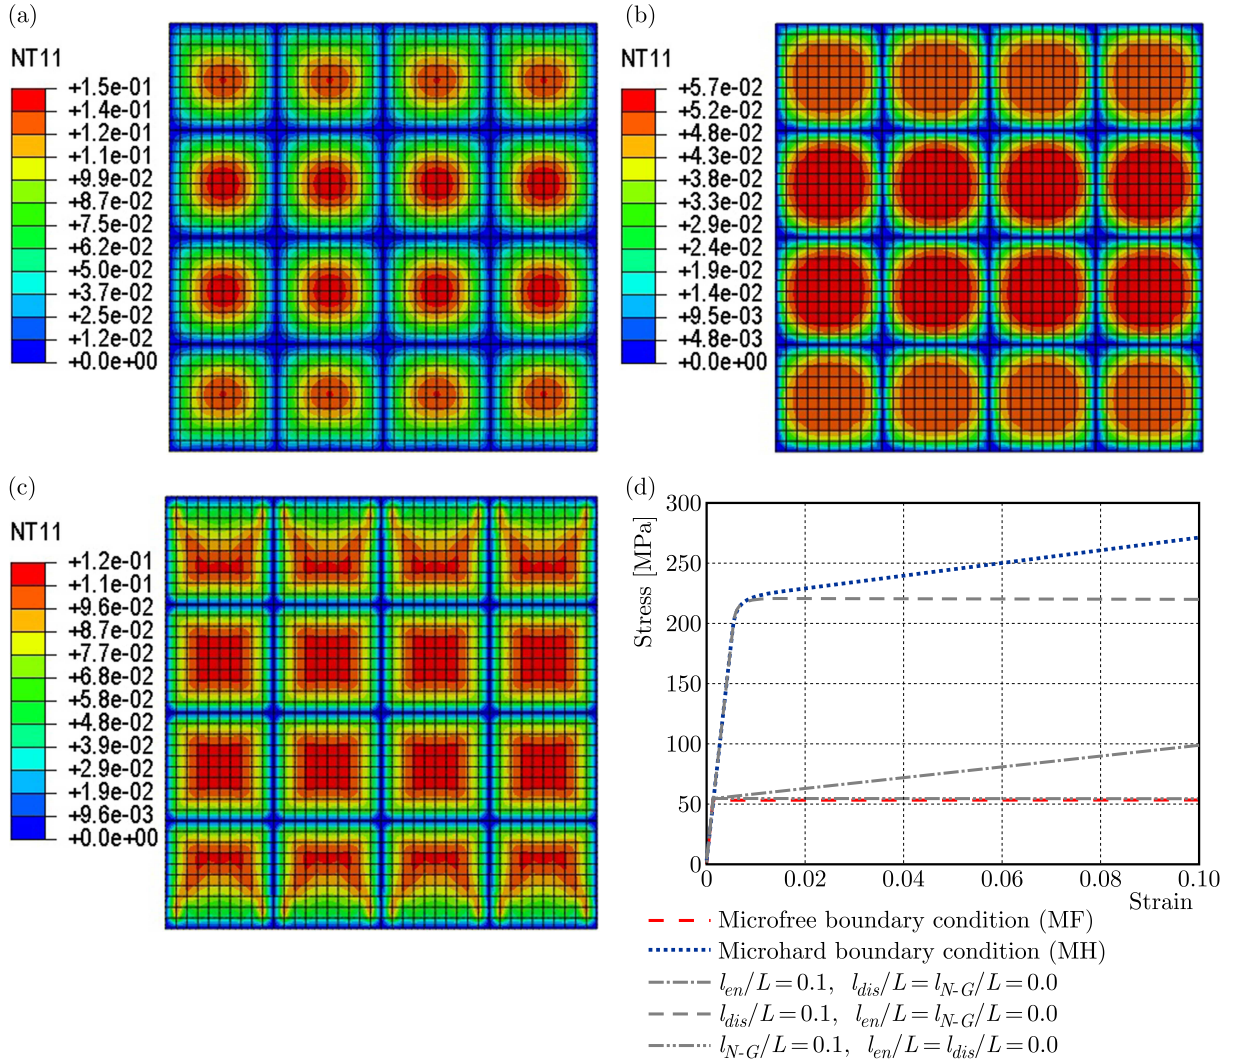 (a)
NT11
+1.5e-01
+1.4e-01
+1.2e-01
+1.1e-01
+9.9e-02
+8.7e-02
+7.5e-02
+6.2e-02
+5.0e-02
+3.7e-02
+2.5e-02
+1.2e-02
+0.0e+00
(b)
NT11
+5.7e-02
+5.2e-02
+4.8e-02
+4.3e-02
+3.8e-02
+3.3e-02
+2.9e-02
+2.4e-02
+1.9e-02
+1.4e-02
+9.5e-03
+4.8e-03
+0.0e+00
(c)
NT11
+1.2e-01
+1.1e-01
+9.6e-02
+8.7e-02
+7.7e-02
+6.8e-02
+5.8e-02
+4.8e-02
+3.9e-02
+2.9e-02
+1.9e-02
+9.6e-03
+0.0e+00
(d)
Stress [MPa]
300
250
200
150
100
50
0
0 0.02 0.04 0.06 0.08 0.10
Strain
Microfree boundary condition (MF)
Microhard boundary condition (MH)
l_en/L = 0.1, l_dis/L = l_N-G/L = 0.0
l_dis/L = 0.1, l_en/L = l_N-G/L = 0.0
l_N-G/L = 0.1, l_en/L = l_dis/L = 0.0